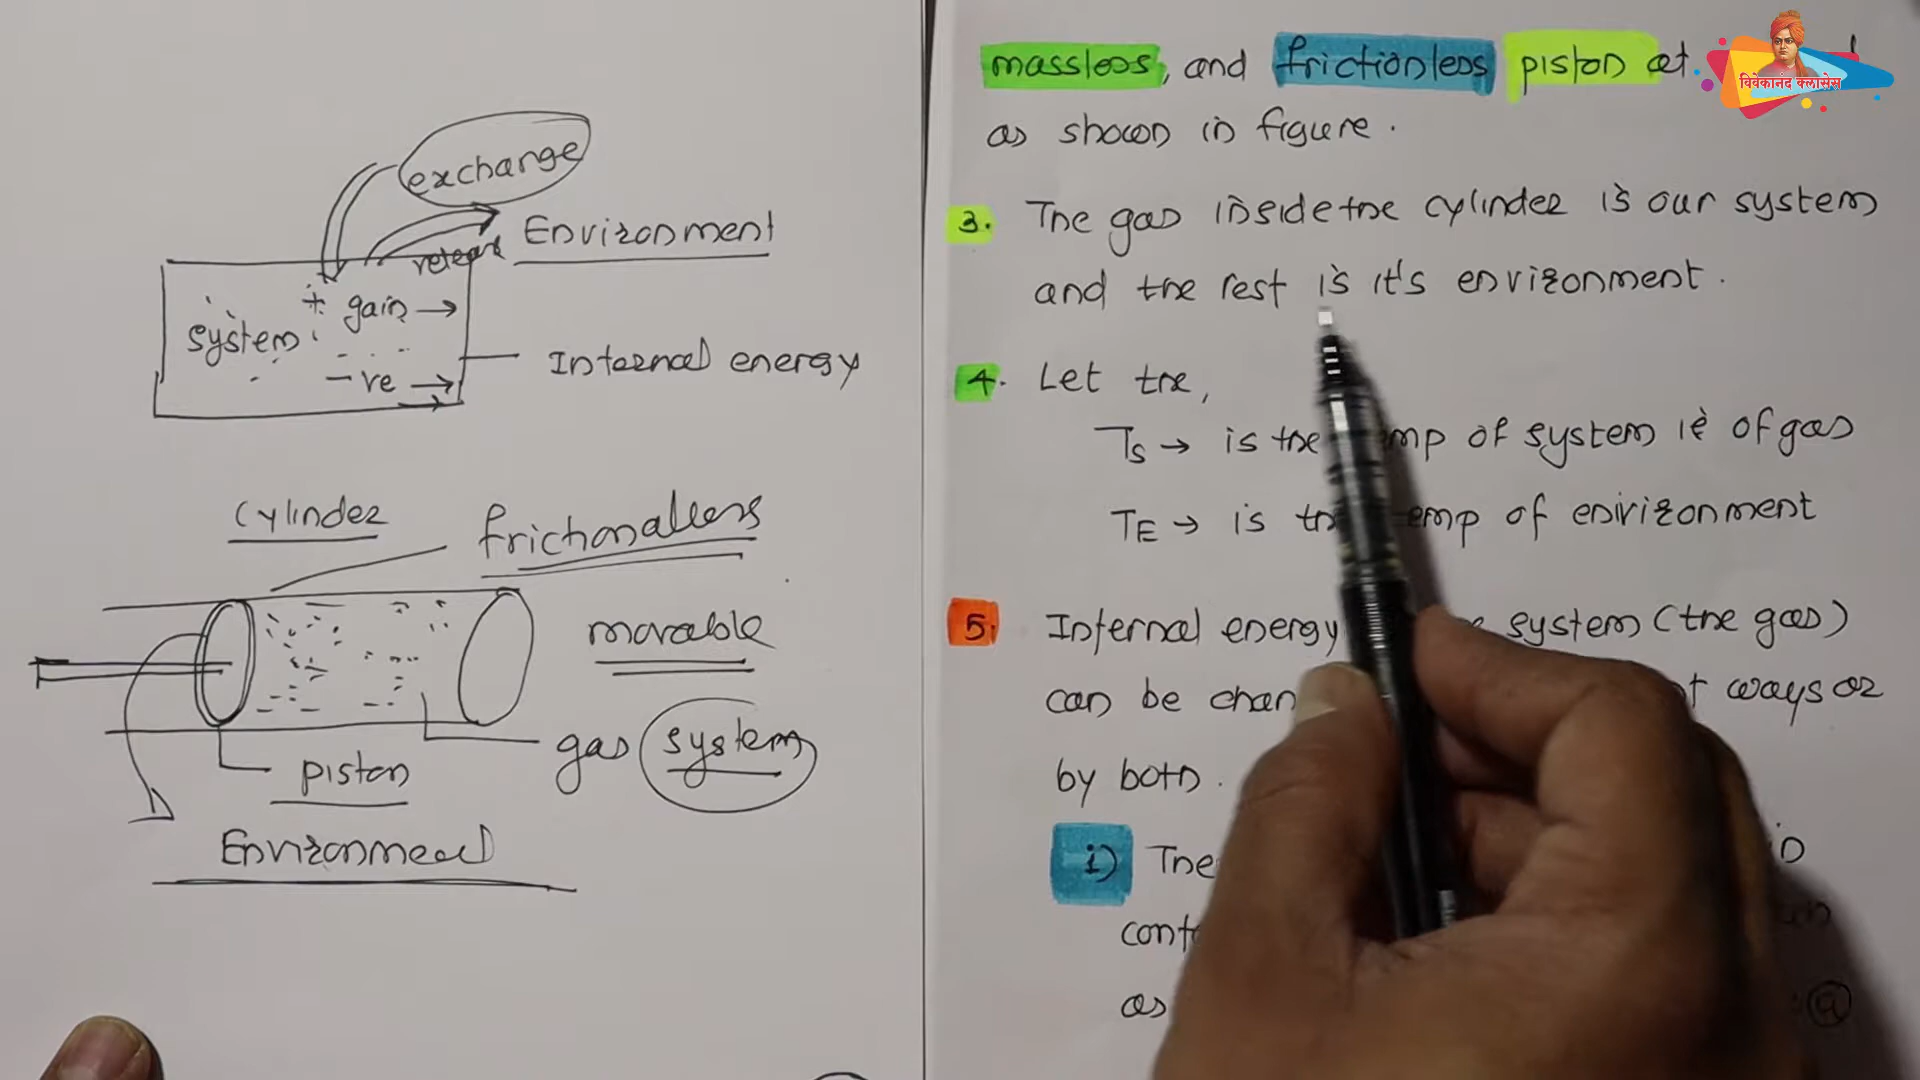 exchange
release
Environment
system
+ gain →
- ve →
Internal energy
cylinder
frictionalless
movable
gas system
piston
Environment
massless, and frictionless piston at
as shown in figure.
3. The gas inside the cylinder is our system
and the rest is it's environment.
4. Let the,
Ts → is the temp of system ie of gas
TE → is the temp of environment
5. Internal energy system (the gas)
can be ways or
by both.
i) The in
as a
विवेकानंद क्लासेस